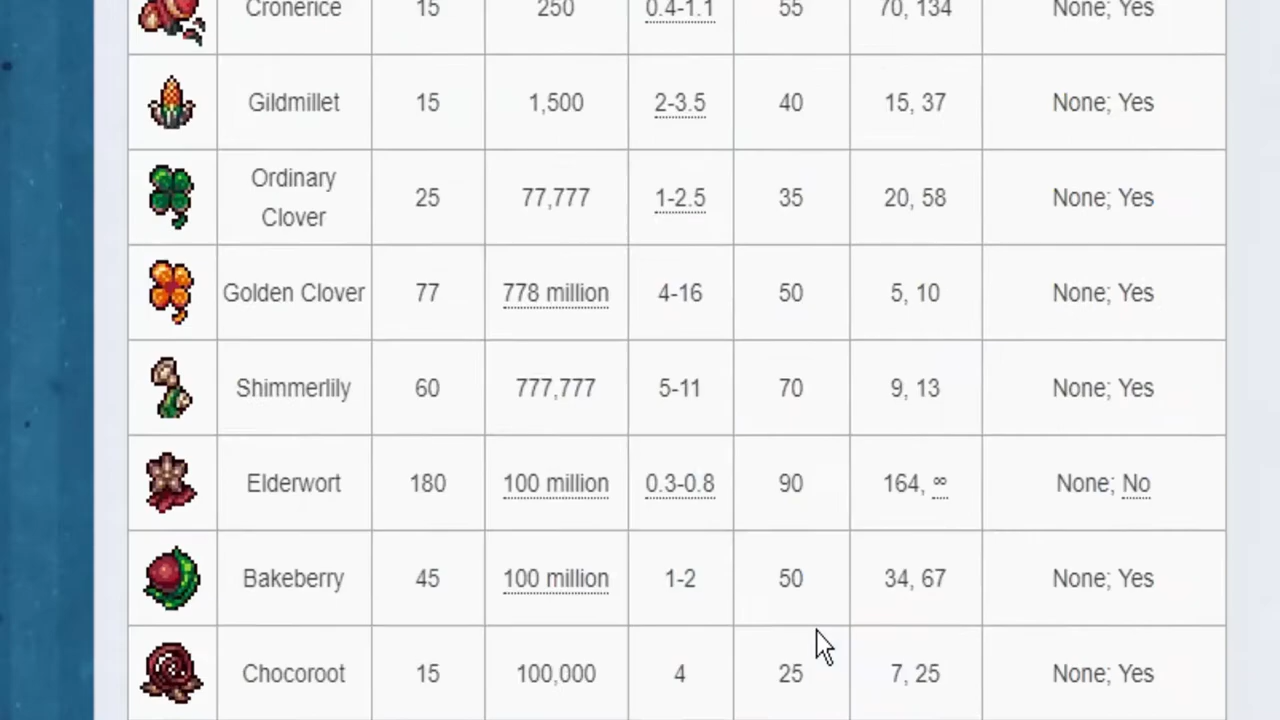 Cronerice 15 250 0.4-1.1 55 70, 134 None; Yes
Gildmillet 15 1,500 2-3.5 40 15, 37 None; Yes
Ordinary
Clover 25 77,777 1-2.5 35 20, 58 None; Yes
Golden Clover 77 778 million 4-16 50 5, 10 None; Yes
Shimmerlily 60 777,777 5-11 70 9, 13 None; Yes
Elderwort 180 100 million 0.3-0.8 90 164, ∞ None; No
Bakeberry 45 100 million 1-2 50 34, 67 None; Yes
Chocoroot 15 100,000 4 25 7, 25 None; Yes